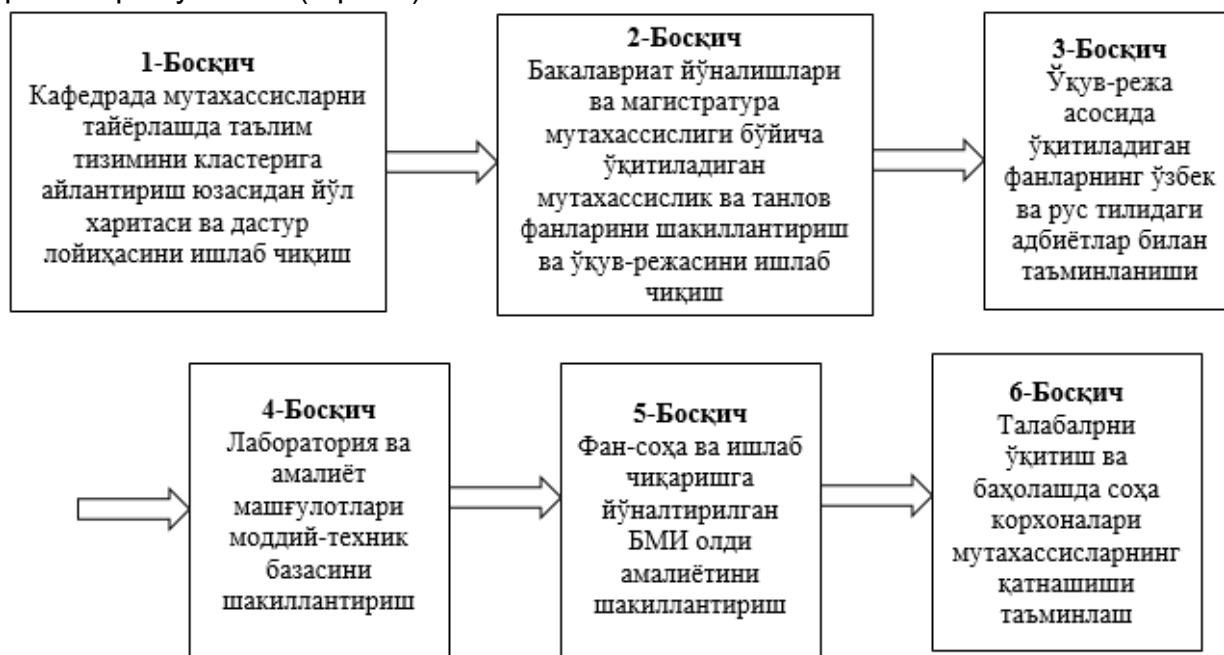 1-Босқич
Кафедрада мутахассисларни
тайёрлашда таълим
тизимини кластерига
айлантириш юзасидан йўл
харитаси ва дастур
лойиҳасини ишлаб чиқиш
2-Босқич
Бакалавриат йўналишлари
ва магистратура
мутахассислиги бўйича
ўқитиладиган
мутахассислик ва танлов
фанларини шакиллантириш
ва ўқув-режасини ишлаб
чиқиш
3-Босқич
Ўқув-режа
асосида
ўқитиладиган
фанларнинг ўзбек
ва рус тилидаги
адбиётлар билан
таъминланиши
4-Босқич
Лаборатория ва
амалиёт
машғулотлари
моддий-техник
базасини
шакиллантириш
5-Босқич
Фан-соҳа ва ишлаб
чиқаришга
йўналтирилган
БМИ олди
амалиётини
шакиллантириш
6-Босқич
Талабалрни
ўқитиш ва
баҳолашда соҳа
корхоналари
мутахассисларнинг
қатнашиши
таъминлаш